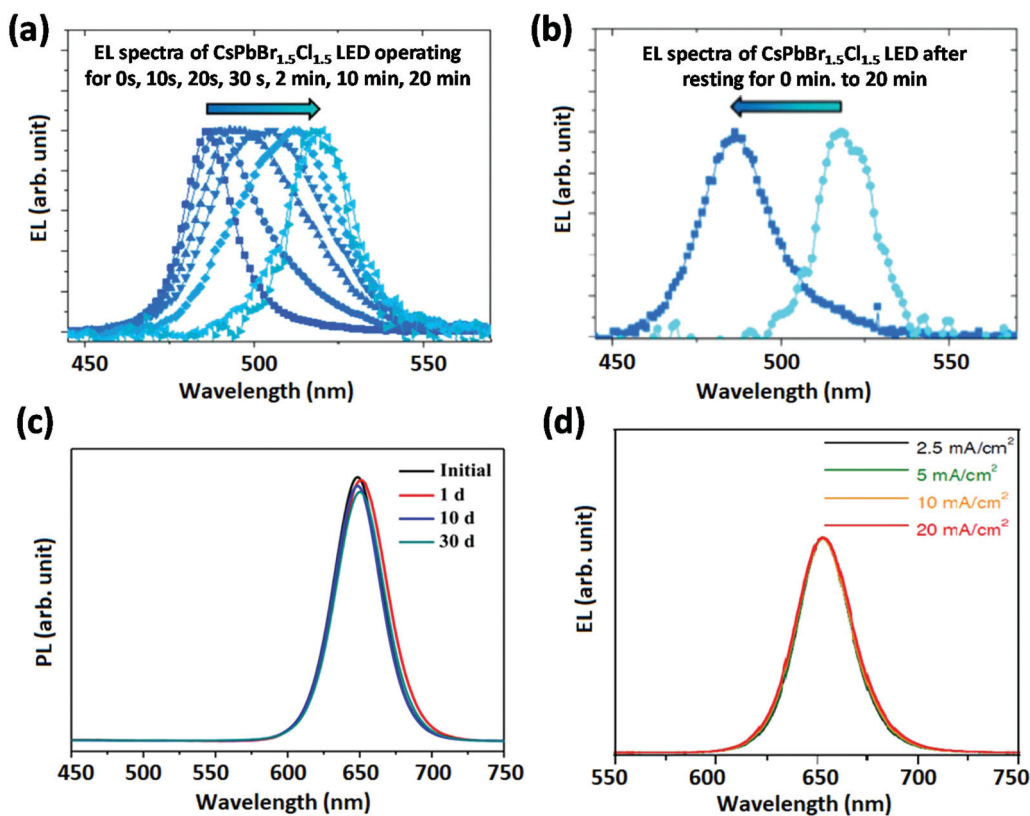 (a)
EL spectra of CsPbBr1.5Cl1.5 LED operating
for 0s, 10s, 20s, 30 s, 2 min, 10 min, 20 min
EL (arb. unit)
450 500 550
Wavelength (nm)
(b)
EL spectra of CsPbBr1.5Cl1.5 LED after
resting for 0 min. to 20 min
EL (arb. unit)
450 500 550
Wavelength (nm)
(c)
Initial
1 d
10 d
30 d
PL (arb. unit)
450 500 550 600 650 700 750
Wavelength (nm)
(d)
2.5 mA/cm²
5 mA/cm²
10 mA/cm²
20 mA/cm²
EL (arb. unit)
550 600 650 700 750
Wavelength (nm)